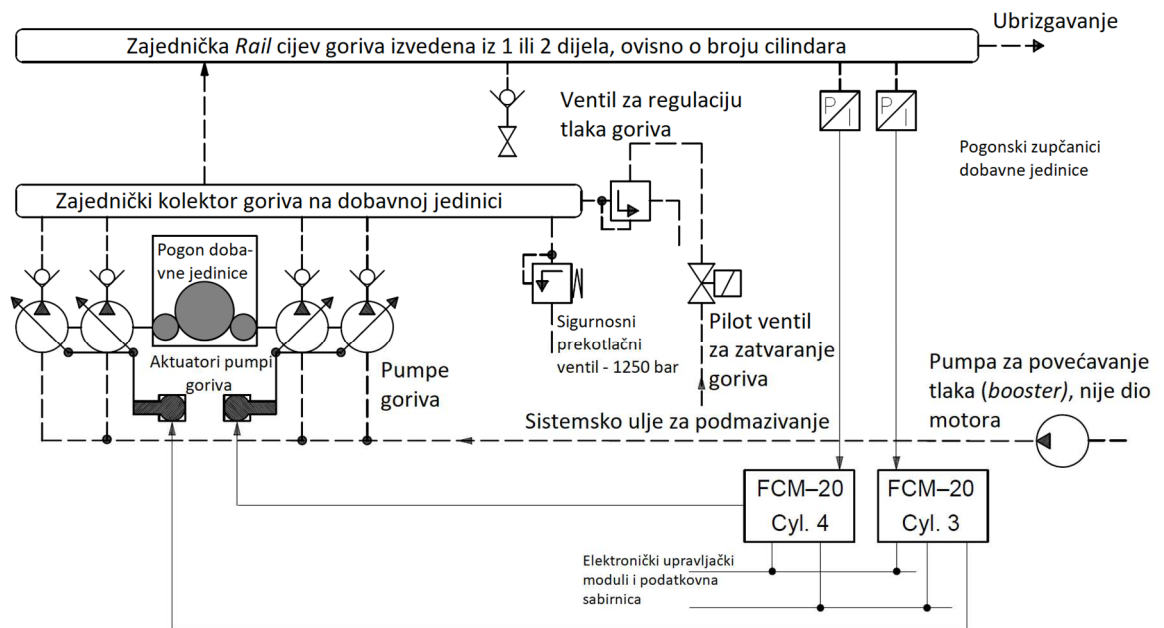 Ubrizgavanje
Zajednička Rail cijev goriva izvedena iz 1 ili 2 dijela, ovisno o broju cilindara
Ventil za regulaciju
tlaka goriva
P
I
P
I
Pogonski zupčanici
dobavne jedinice
Zajednički kolektor goriva na dobavnoj jedinici
Pogon doba-
vne jedinice
Sigurnosni
prekotlačni
ventil - 1250 bar
Pilot ventil
za zatvaranje
goriva
Aktuatori pumpi
goriva
Pumpe
goriva
Pumpa za povećavanje
tlaka (booster), nije dio
motora
Sistemsko ulje za podmazivanje
FCM–20
Cyl. 4
FCM–20
Cyl. 3
Elektronički upravljački
moduli i podatkovna
sabirnica